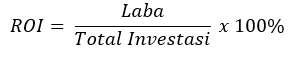 ROI = Laba / Total Investasi x 100%